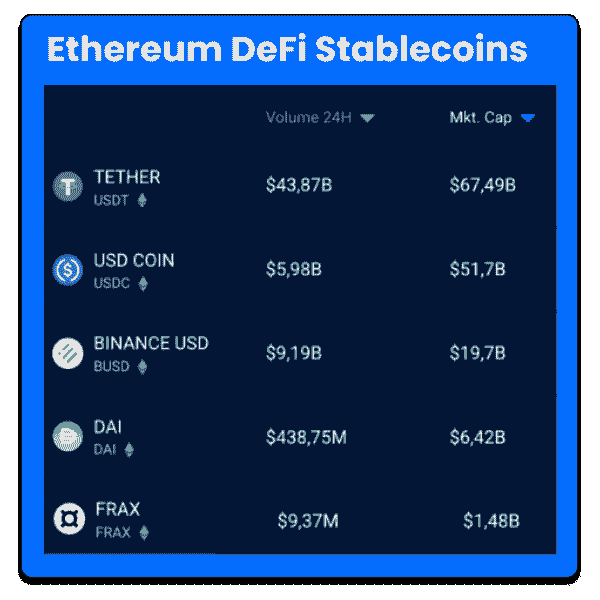 Ethereum DeFi Stablecoins
Volume 24H Mkt. Cap
TETHER
USDT
$43,87B $67,49B
USD COIN
USDC
$5,98B $51,7B
BINANCE USD
BUSD
$9,19B $19,7B
DAI
DAI
$438,75M $6,42B
FRAX
FRAX
$9,37M $1,48B